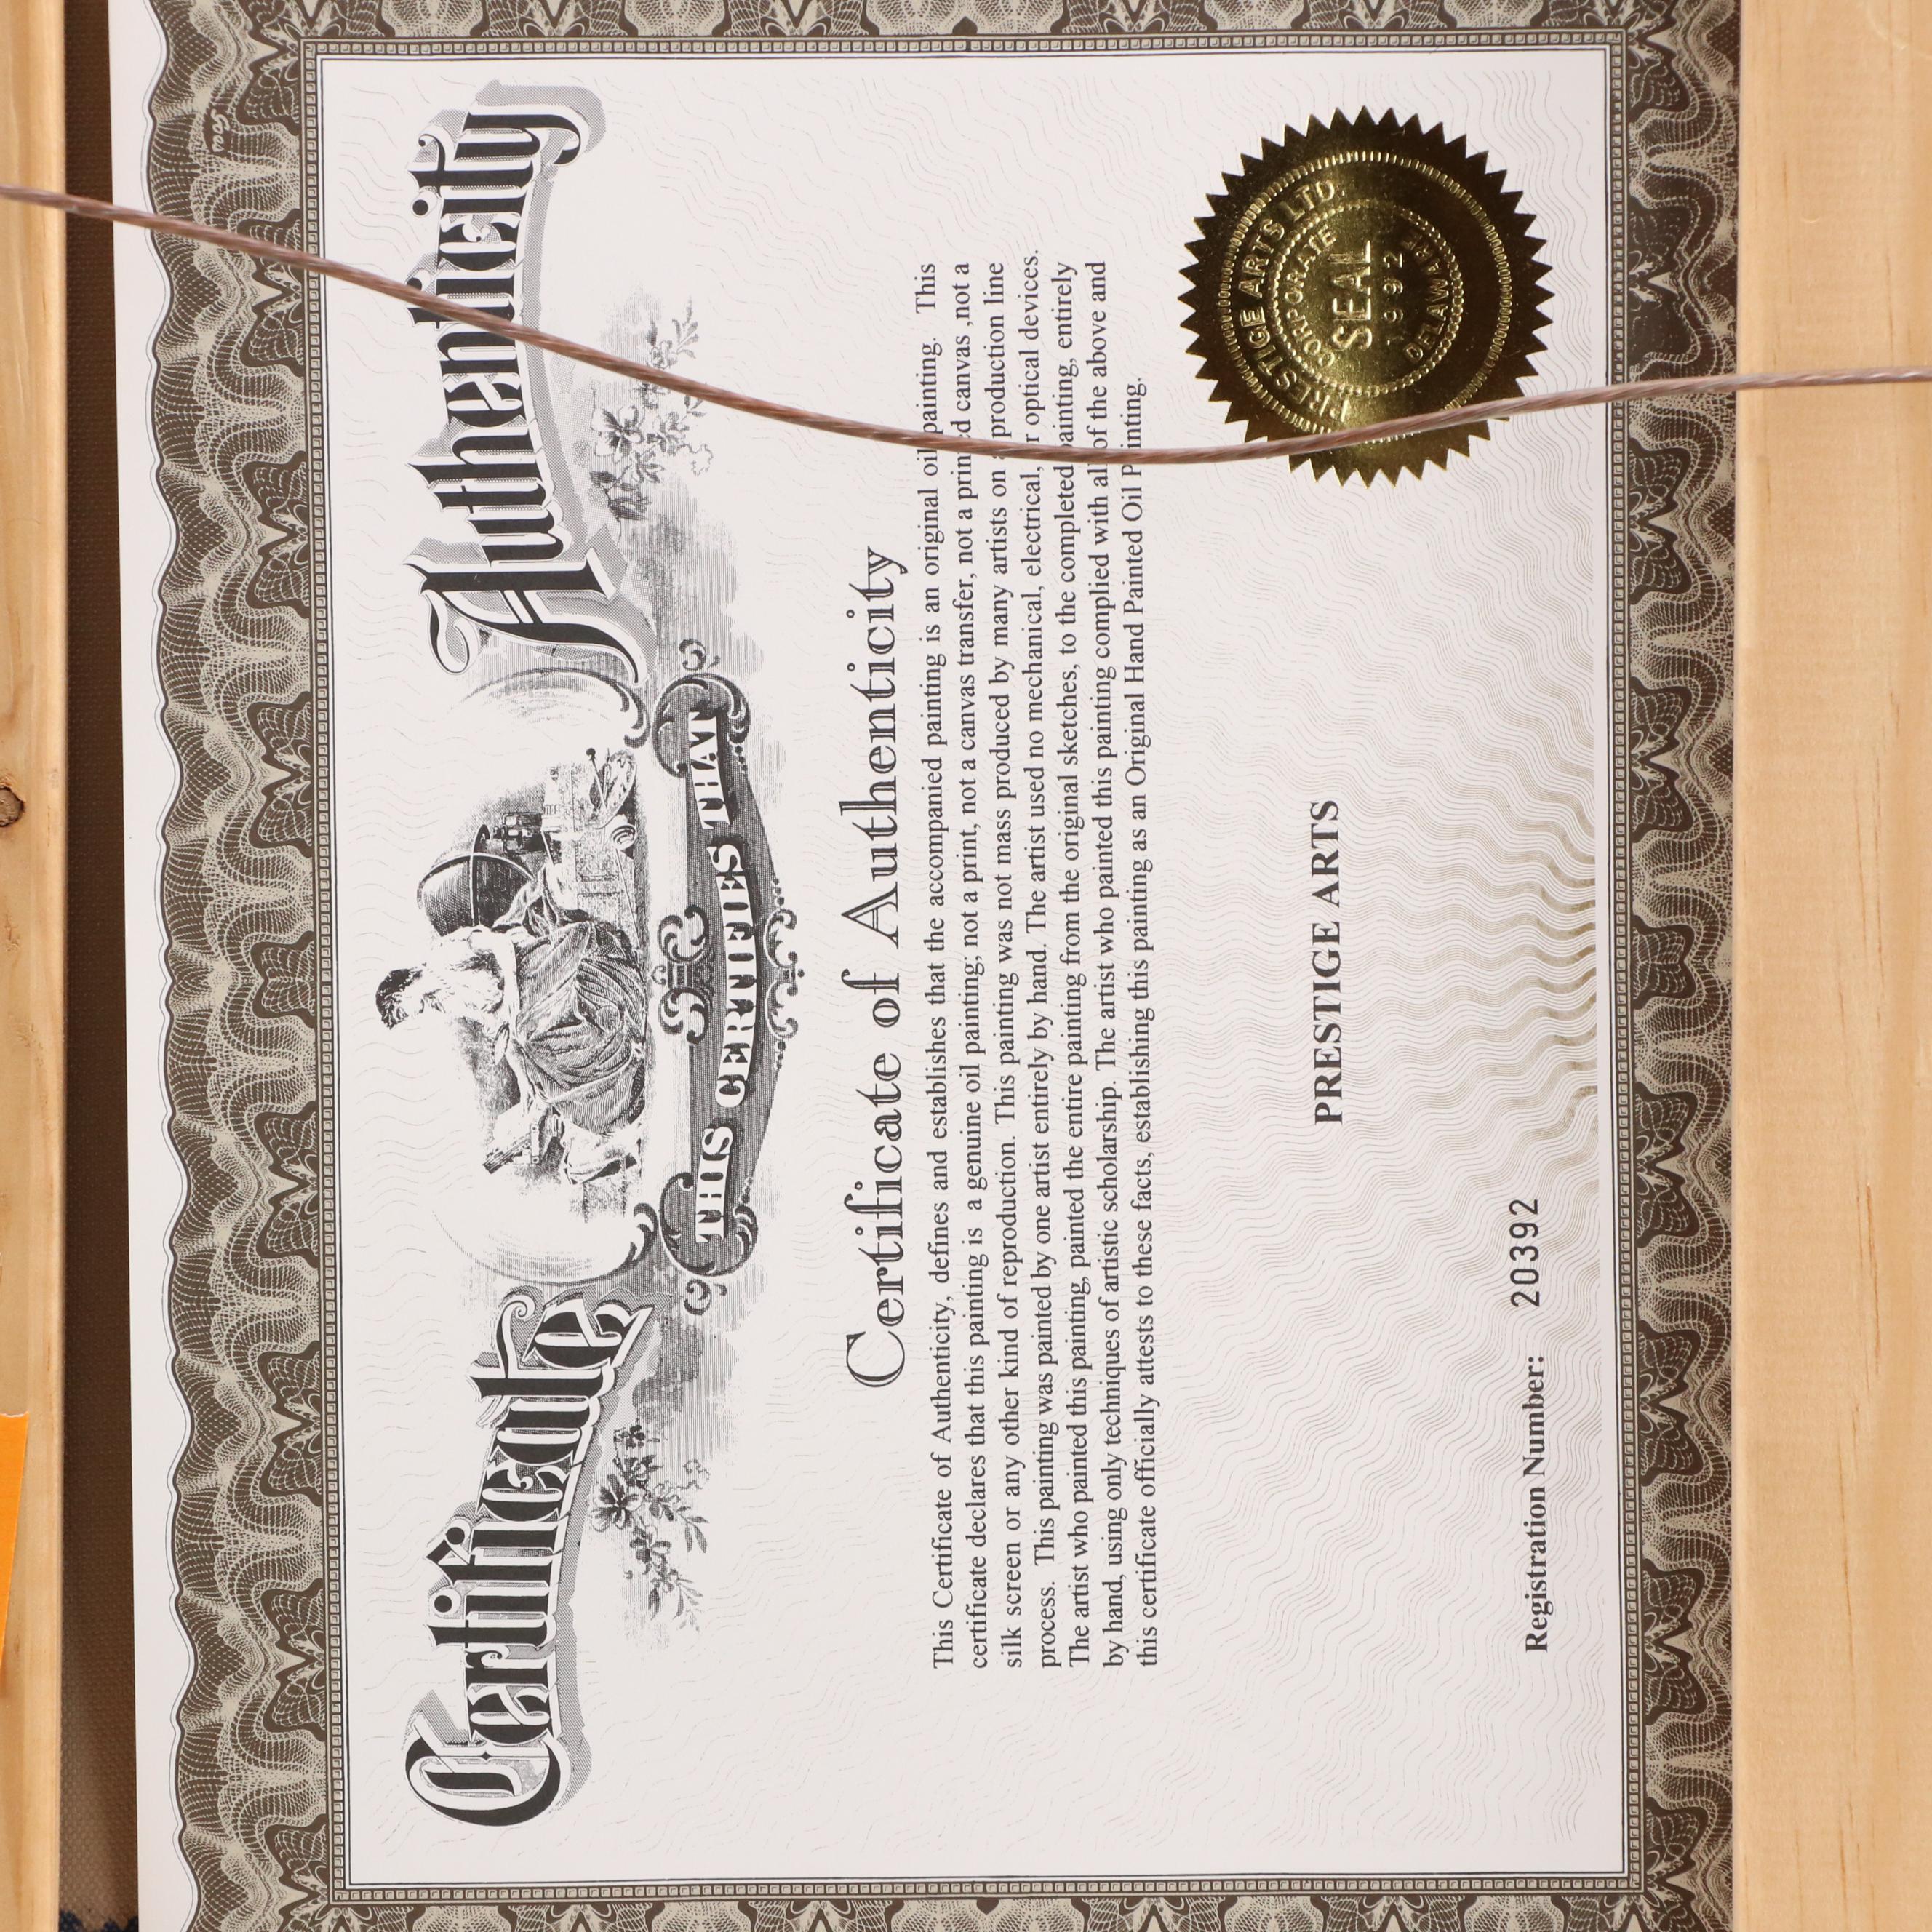 Certificate Authenticity
THIS CERTIFIES THAT
Certificate of Authenticity
This Certificate of Authenticity, defines and establishes that the accompanied painting is an original oil painting. This
certificate declares that this painting is a genuine oil painting; not a print, not a canvas transfer, not a printed canvas ,not a
silk screen or any other kind of reproduction. This painting was not mass produced by many artists on a production line
process. This painting was painted by one artist entirely by hand. The artist used no mechanical, electrical, or optical devices.
The artist who painted this painting, painted the entire painting from the original sketches, to the completed painting, entirely
by hand, using only techniques of artistic scholarship. The artist who painted this painting complied with all of the above and
this certificate officially attests to these facts, establishing this painting as an Original Hand Painted Oil Painting.
PRESTIGE ARTS
PRESTIGE ARTS LTD
CORPORATE
SEAL
1992
DELAWARE
Registration Number: 20392
Goes